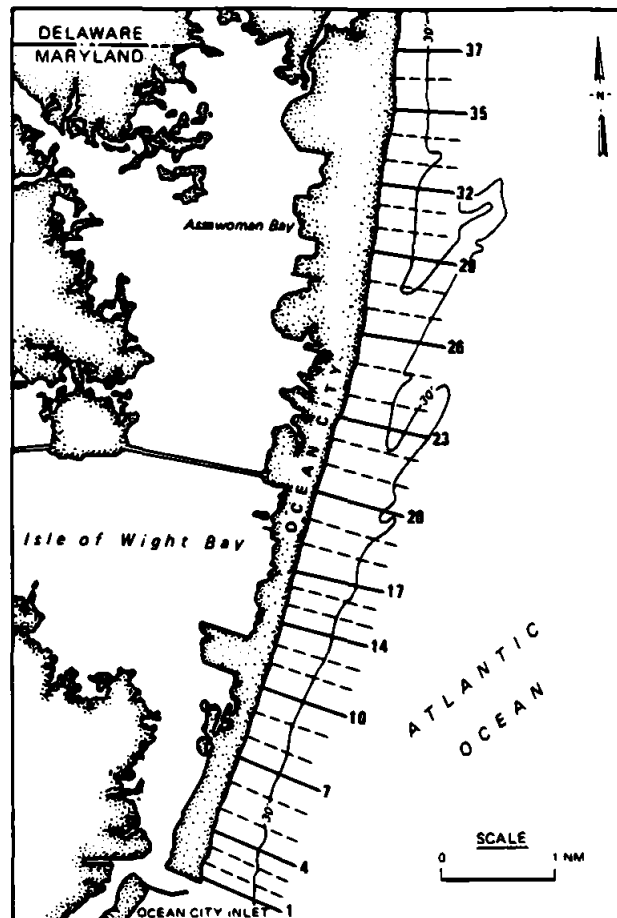 DELAWARE
MARYLAND
30'
37
-N-
35
32
Assawoman Bay
29
26
OCEAN CITY
30'
23
20
Isle of Wight Bay
17
14
ATLANTIC
OCEAN
10
7
30'
SCALE
4
0 1 NM
OCEAN CITY INLET
1